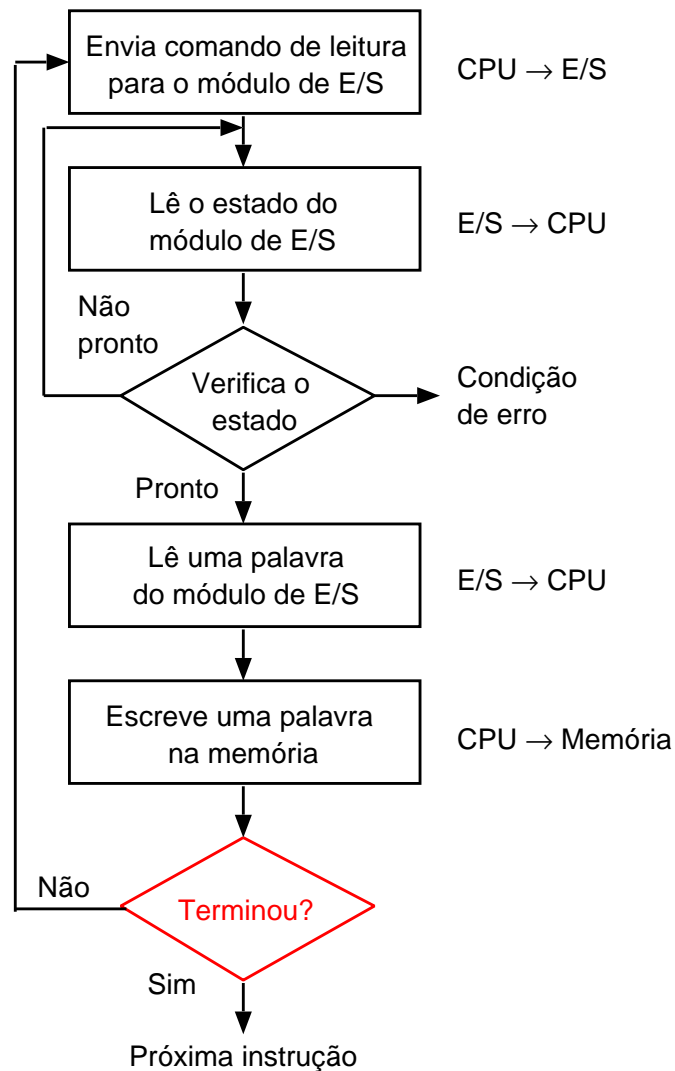 Envia comando de leitura
para o módulo de E/S
CPU → E/S
Lê o estado do
módulo de E/S
E/S → CPU
Não
pronto
Verifica o
estado
Condição
de erro
Pronto
Lê uma palavra
do módulo de E/S
E/S → CPU
Escreve uma palavra
na memória
CPU → Memória
Não
Terminou?
Sim
Próxima instrução